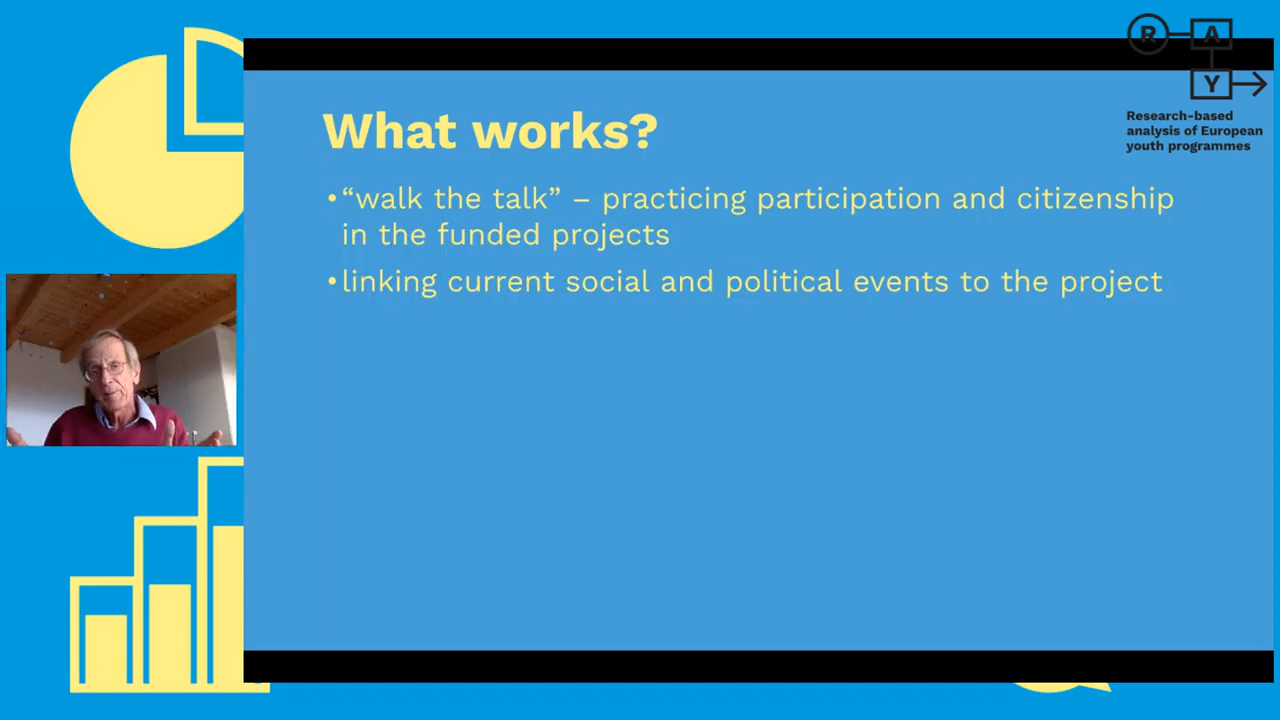 R A
Y
Research-based
analysis of European
youth programmes
What works?
•“walk the talk” – practicing participation and citizenship
in the funded projects
•linking current social and political events to the project